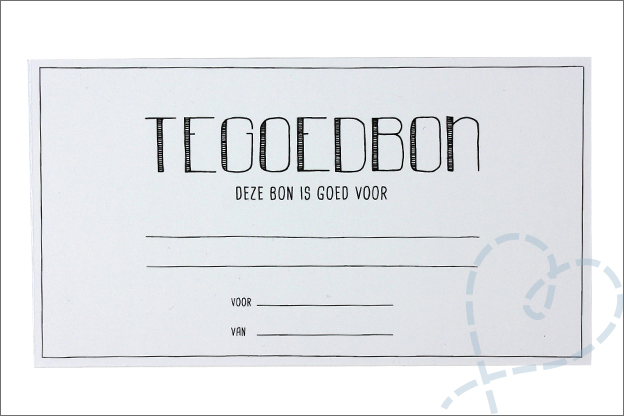 TEGOEDBON
DEZE BON IS GOED VOOR
VOOR
VAN